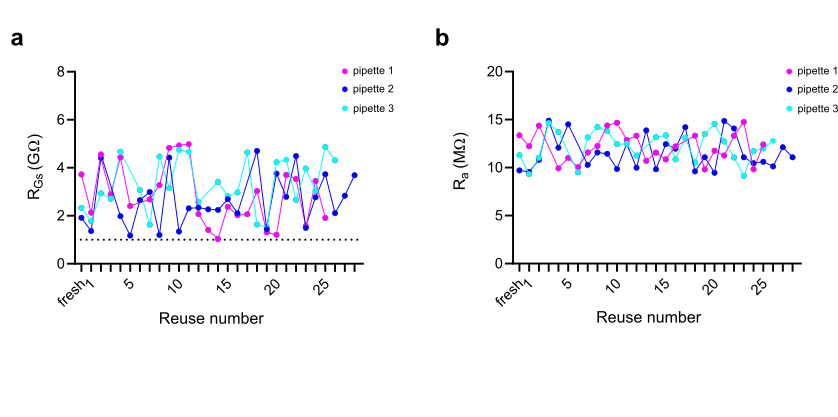 a
8
6
4
2
0
R_Gs (GΩ)
fresh
1
5
10
15
20
25
Reuse number
pipette 1
pipette 2
pipette 3
b
20
15
10
5
0
R_a (MΩ)
fresh
1
5
10
15
20
25
Reuse number
pipette 1
pipette 2
pipette 3